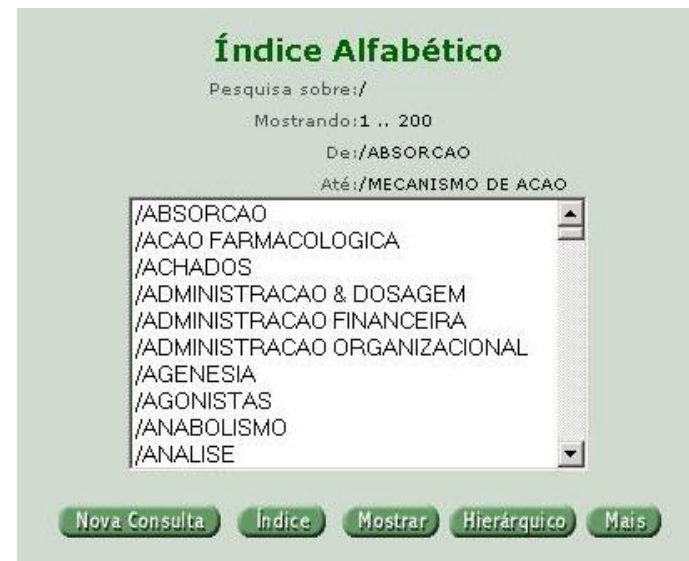 Índice Alfabético
Pesquisa sobre:/
Mostrando:1 .. 200
De:/ABSORCAO
Até:/MECANISMO DE ACAO
/ABSORCAO
/ACAO FARMACOLOGICA
/ACHADOS
/ADMINISTRACAO & DOSAGEM
/ADMINISTRACAO FINANCEIRA
/ADMINISTRACAO ORGANIZACIONAL
/AGENESIA
/AGONISTAS
/ANABOLISMO
/ANALISE
Nova Consulta Índice Mostrar Hierárquico Mais